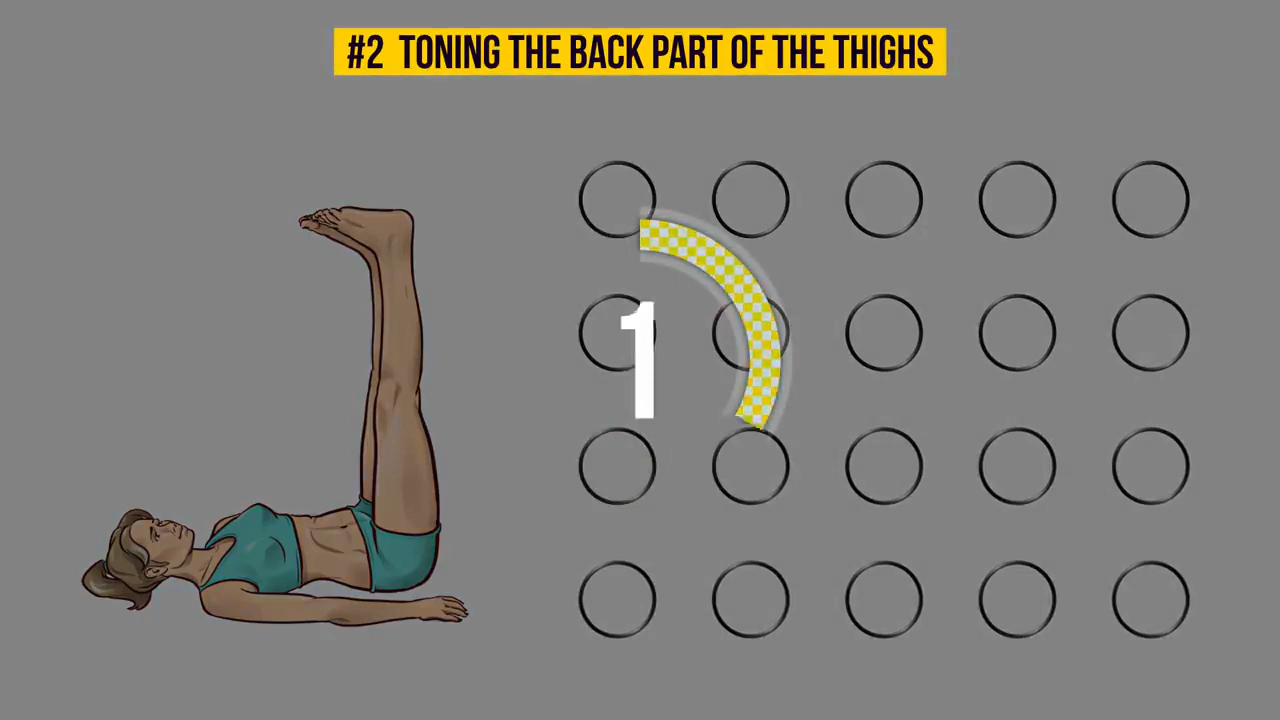 #2 TONING THE BACK PART OF THE THIGHS
1